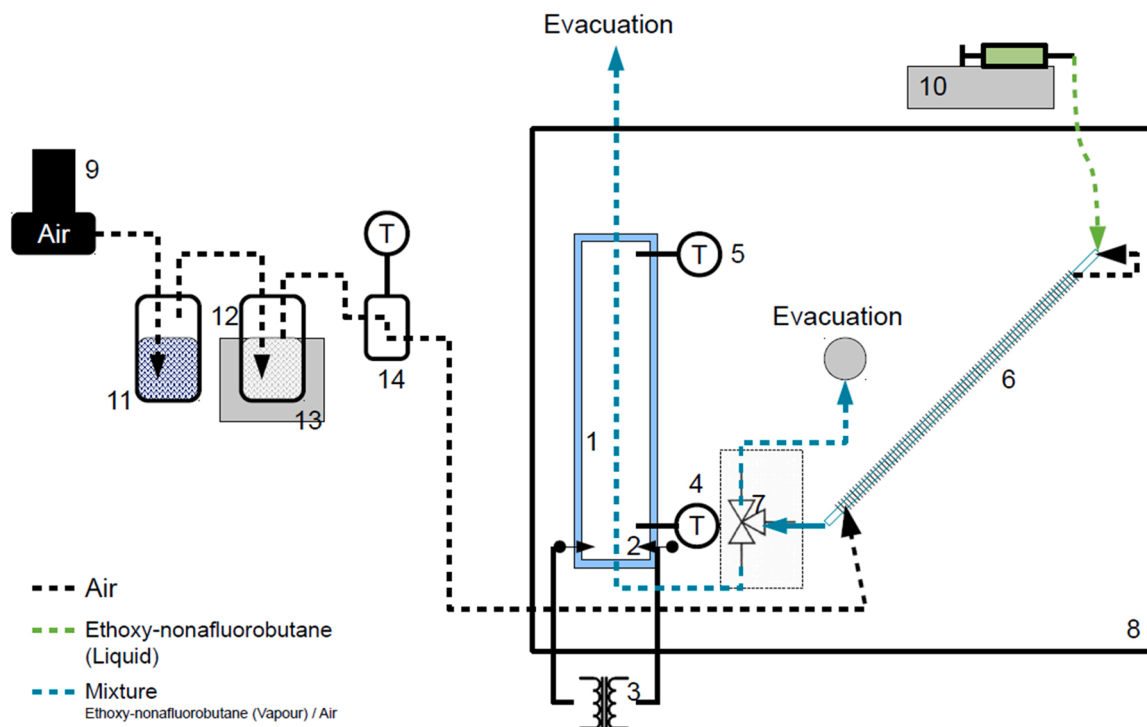 Evacuation
10
9
Air
T
T
5
12
Evacuation
11
14
13
6
1
4
7
T
2
Air
Ethoxy-nonafluorobutane
(Liquid)
8
Mixture
3
Ethoxy-nonafluorobutane (Vapour) / Air